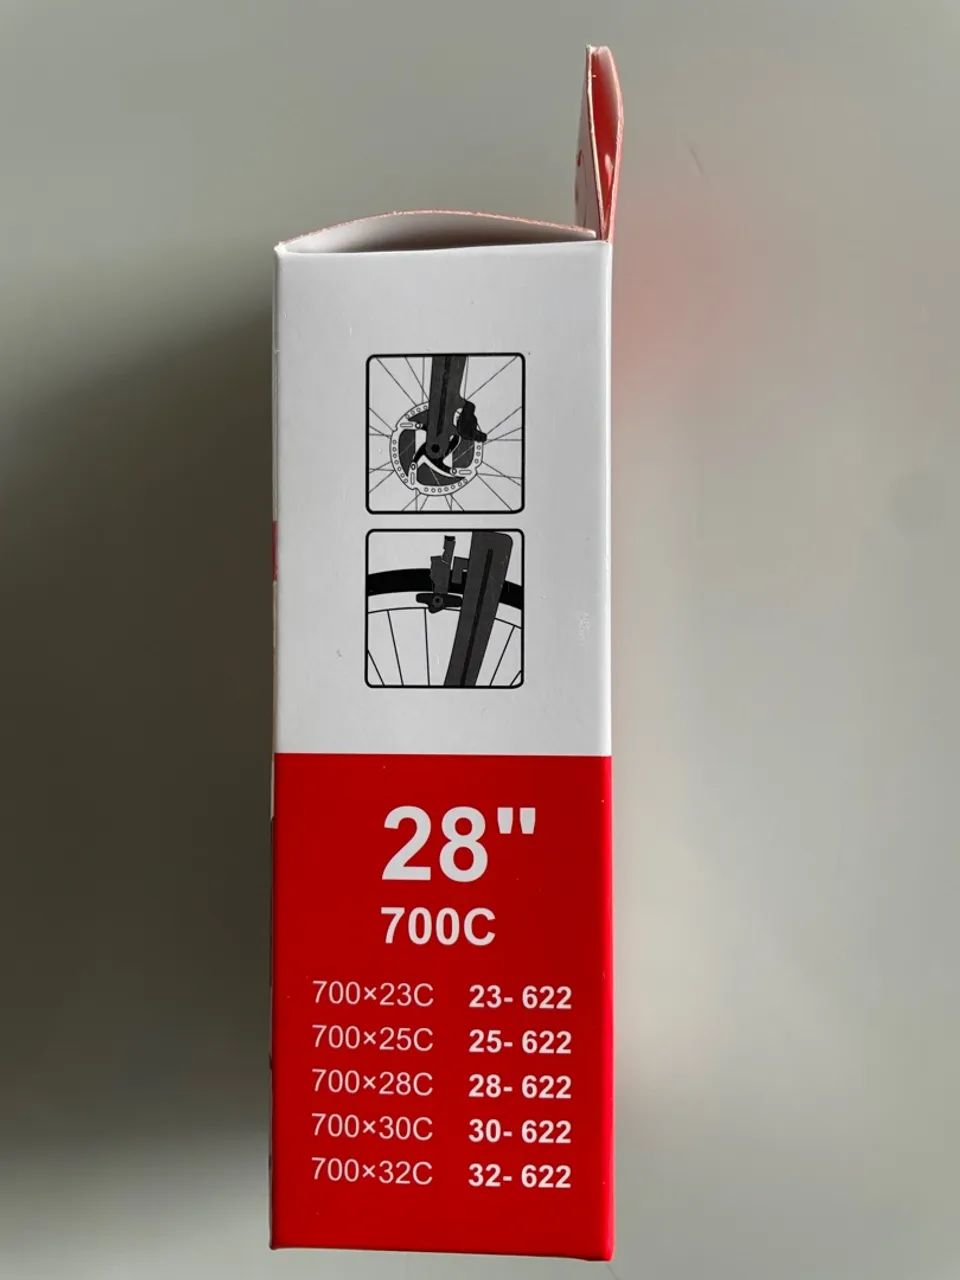 28"
700C
700×23C 23- 622
700×25C 25- 622
700×28C 28- 622
700×30C 30- 622
700×32C 32- 622